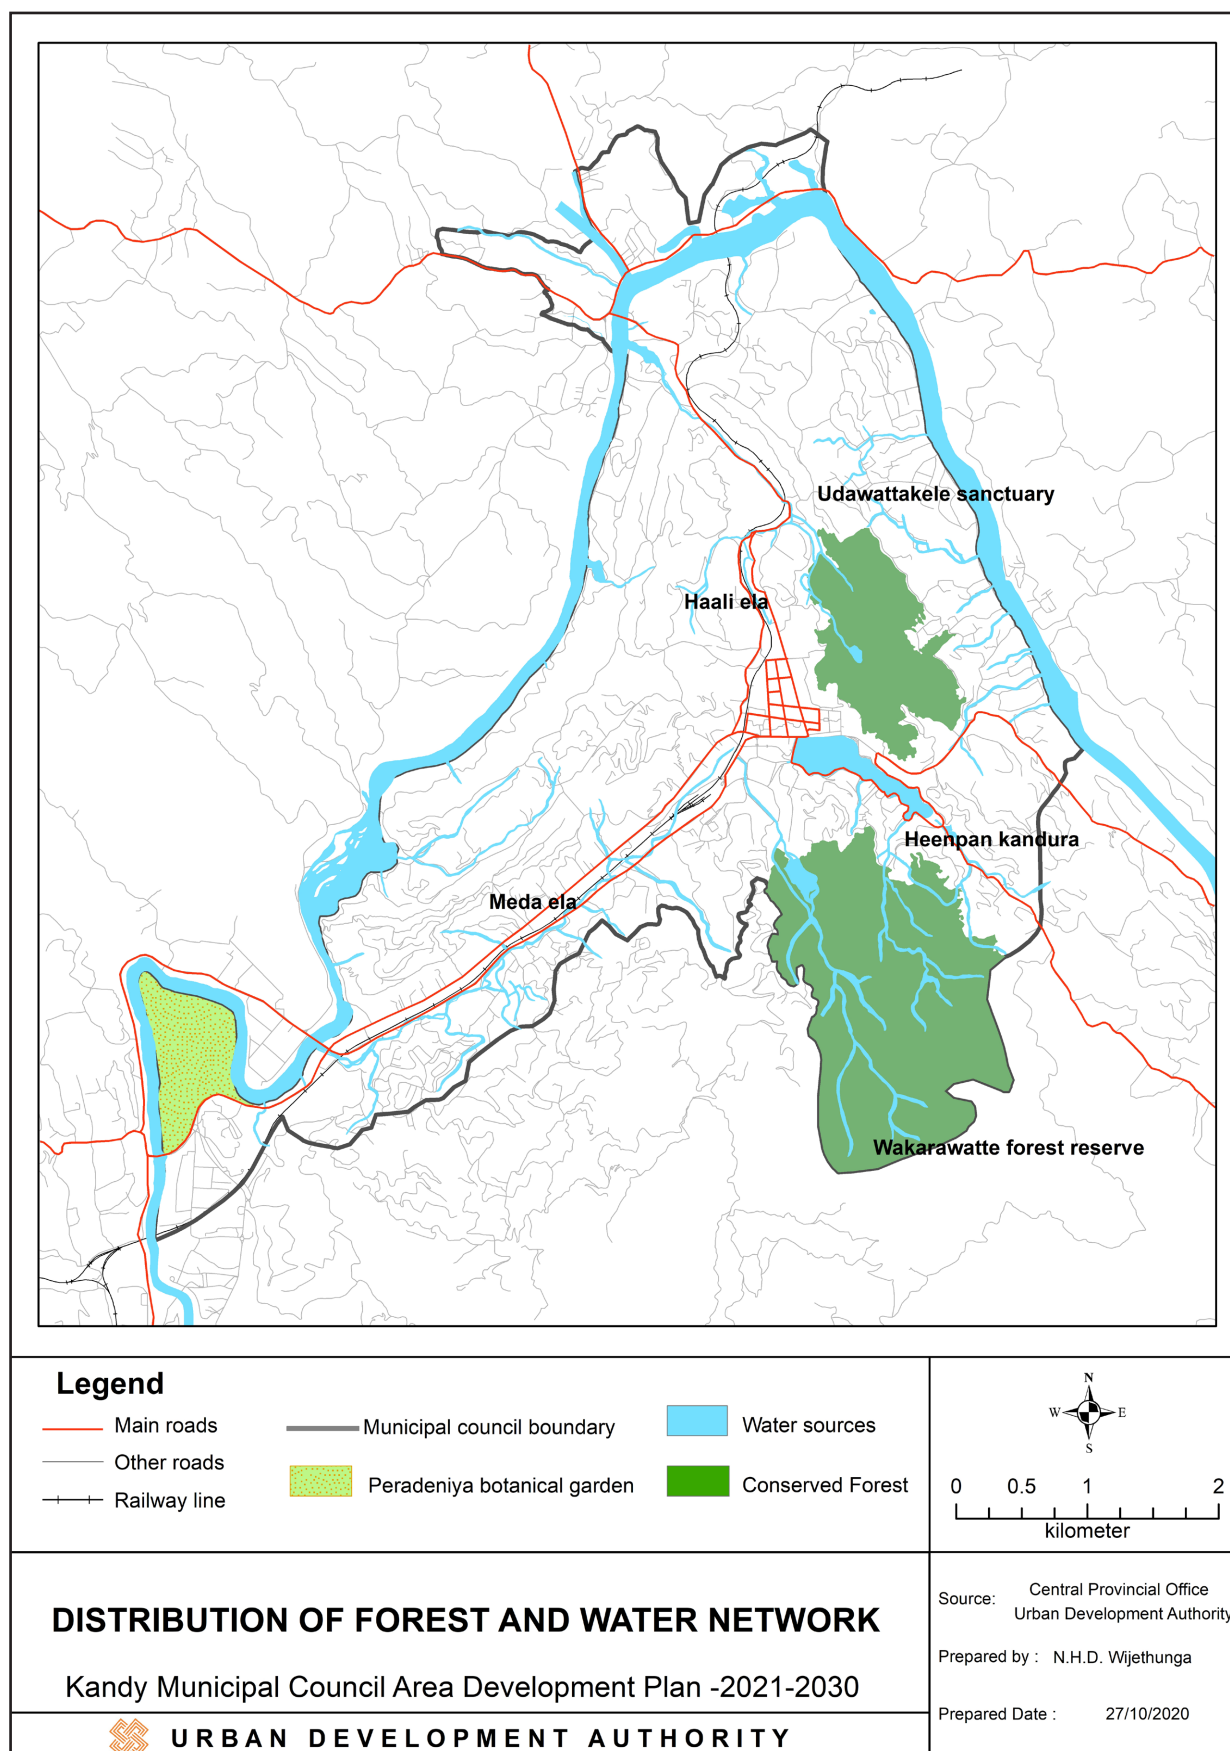 Udawattakele sanctuary
Haali ela
Heenpan kandura
Meda ela
Wakarawatte forest reserve
Legend
Main roads
Other roads
Railway line
Municipal council boundary
Peradeniya botanical garden
Water sources
Conserved Forest
N
W E
S
0 0.5 1 2
kilometer
DISTRIBUTION OF FOREST AND WATER NETWORK
Kandy Municipal Council Area Development Plan -2021-2030
URBAN DEVELOPMENT AUTHORITY
Source: Central Provincial Office
Urban Development Authority
Prepared by : N.H.D. Wijethunga
Prepared Date : 27/10/2020